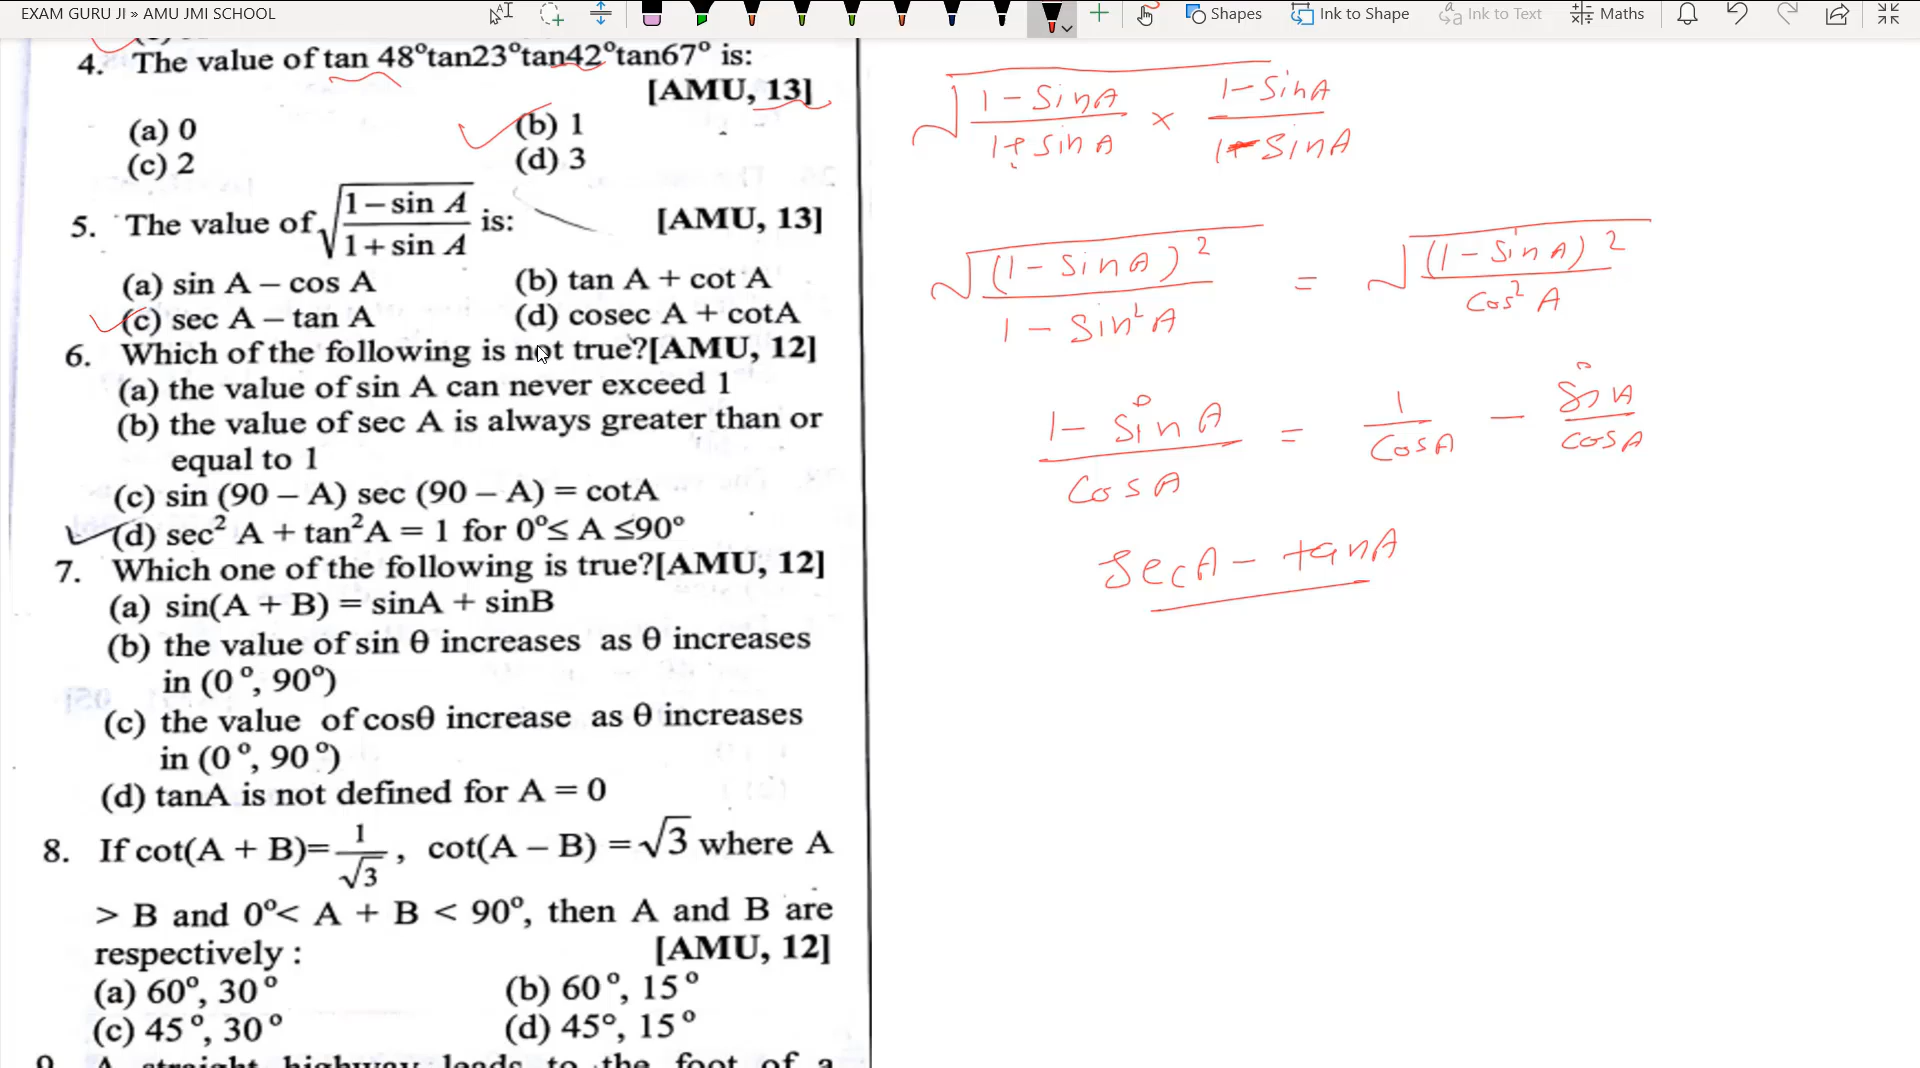 EXAM GURU JI » AMU JMI SCHOOL
Shapes Ink to Shape Ink to Text Maths
4. The value of tan 48°tan23°tan42°tan67° is:
[AMU, 13]
(a) 0 (b) 1
(c) 2 (d) 3
5. The value of √((1 – sin A)/(1 + sin A)) is: [AMU, 13]
(a) sin A – cos A (b) tan A + cot A
(c) sec A – tan A (d) cosec A + cotA
6. Which of the following is not true?[AMU, 12]
(a) the value of sin A can never exceed 1
(b) the value of sec A is always greater than or
equal to 1
(c) sin (90 – A) sec (90 – A) = cotA
(d) sec² A + tan²A = 1 for 0°≤ A ≤90°
7. Which one of the following is true?[AMU, 12]
(a) sin(A + B) = sinA + sinB
(b) the value of sin θ increases as θ increases
in (0°, 90°)
(c) the value of cosθ increase as θ increases
in (0°, 90°)
(d) tanA is not defined for A = 0
8. If cot(A + B)= 1/√3, cot(A – B) = √3 where A
> B and 0°< A + B < 90°, then A and B are
respectively : [AMU, 12]
(a) 60°, 30° (b) 60°, 15°
(c) 45°, 30° (d) 45°, 15°
9. A straight highway leads to the foot of a
√((1 - SinA)/(1 + SinA) × (1 - SinA)/(1 - SinA))
√((1 - SinA)²/(1 - Sin²A)) = √((1 - SinA)²/Cos²A)
(1 - SinA)/CosA = 1/CosA - SinA/CosA
SecA - tanA